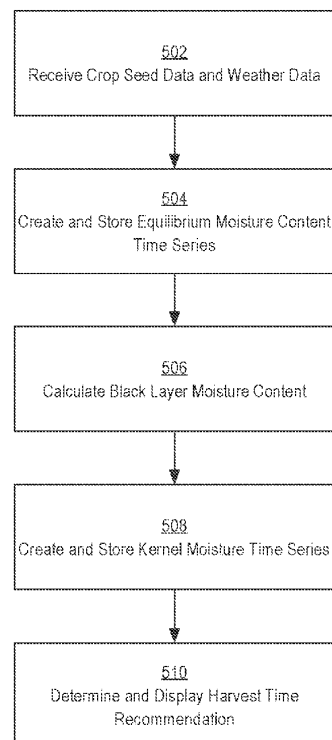 502
Receive Crop Seed Data and Weather Data
504
Create and Store Equilibrium Moisture Content
Time Series
506
Calculate Black Layer Moisture Content
508
Create and Store Kernel Moisture Time Series
510
Determine and Display Harvest Time
Recommendation